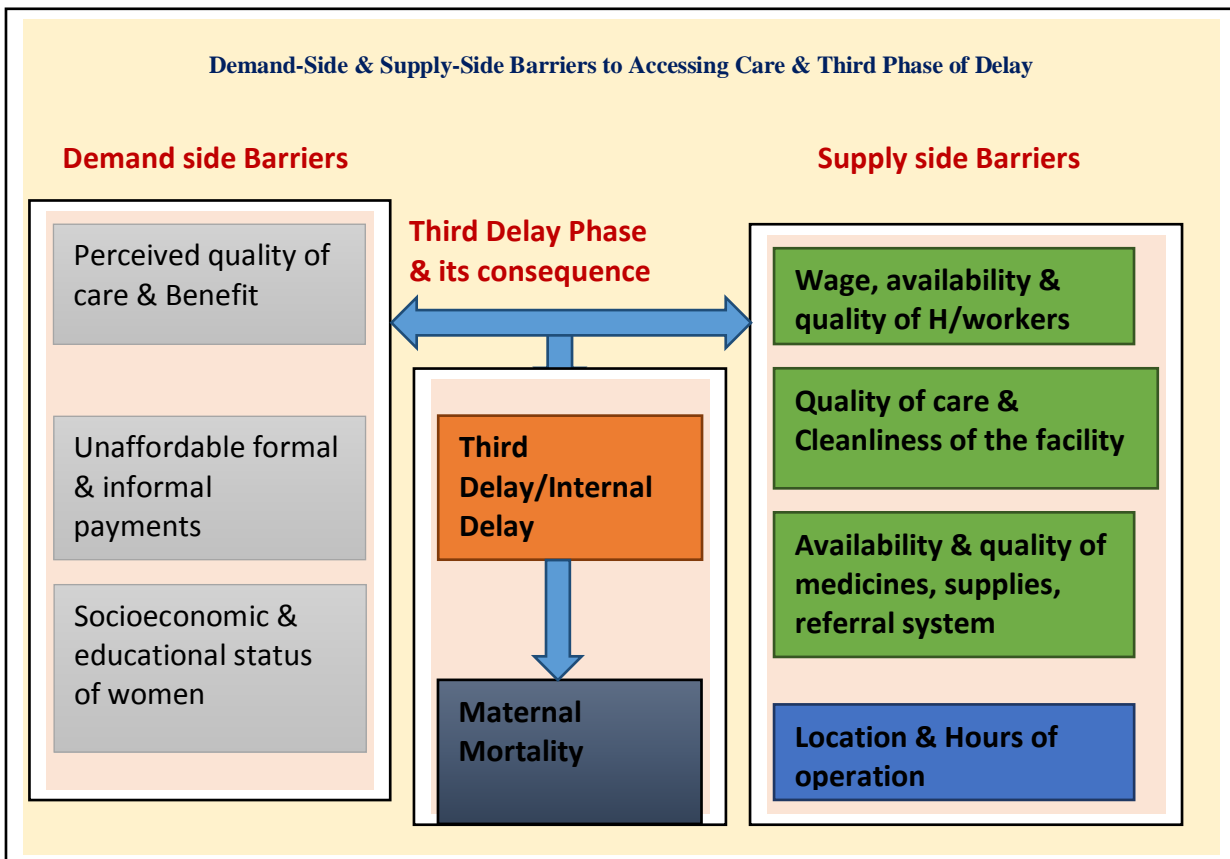 Demand-Side & Supply-Side Barriers to Accessing Care & Third Phase of Delay
Demand side Barriers
Perceived quality of
care & Benefit
Unaffordable formal
& informal
payments
Socioeconomic &
educational status
of women
Third Delay Phase
& its consequence
Third
Delay/Internal
Delay
Maternal
Mortality
Supply side Barriers
Wage, availability &
quality of H/workers
Quality of care &
Cleanliness of the facility
Availability & quality of
medicines, supplies,
referral system
Location & Hours of
operation